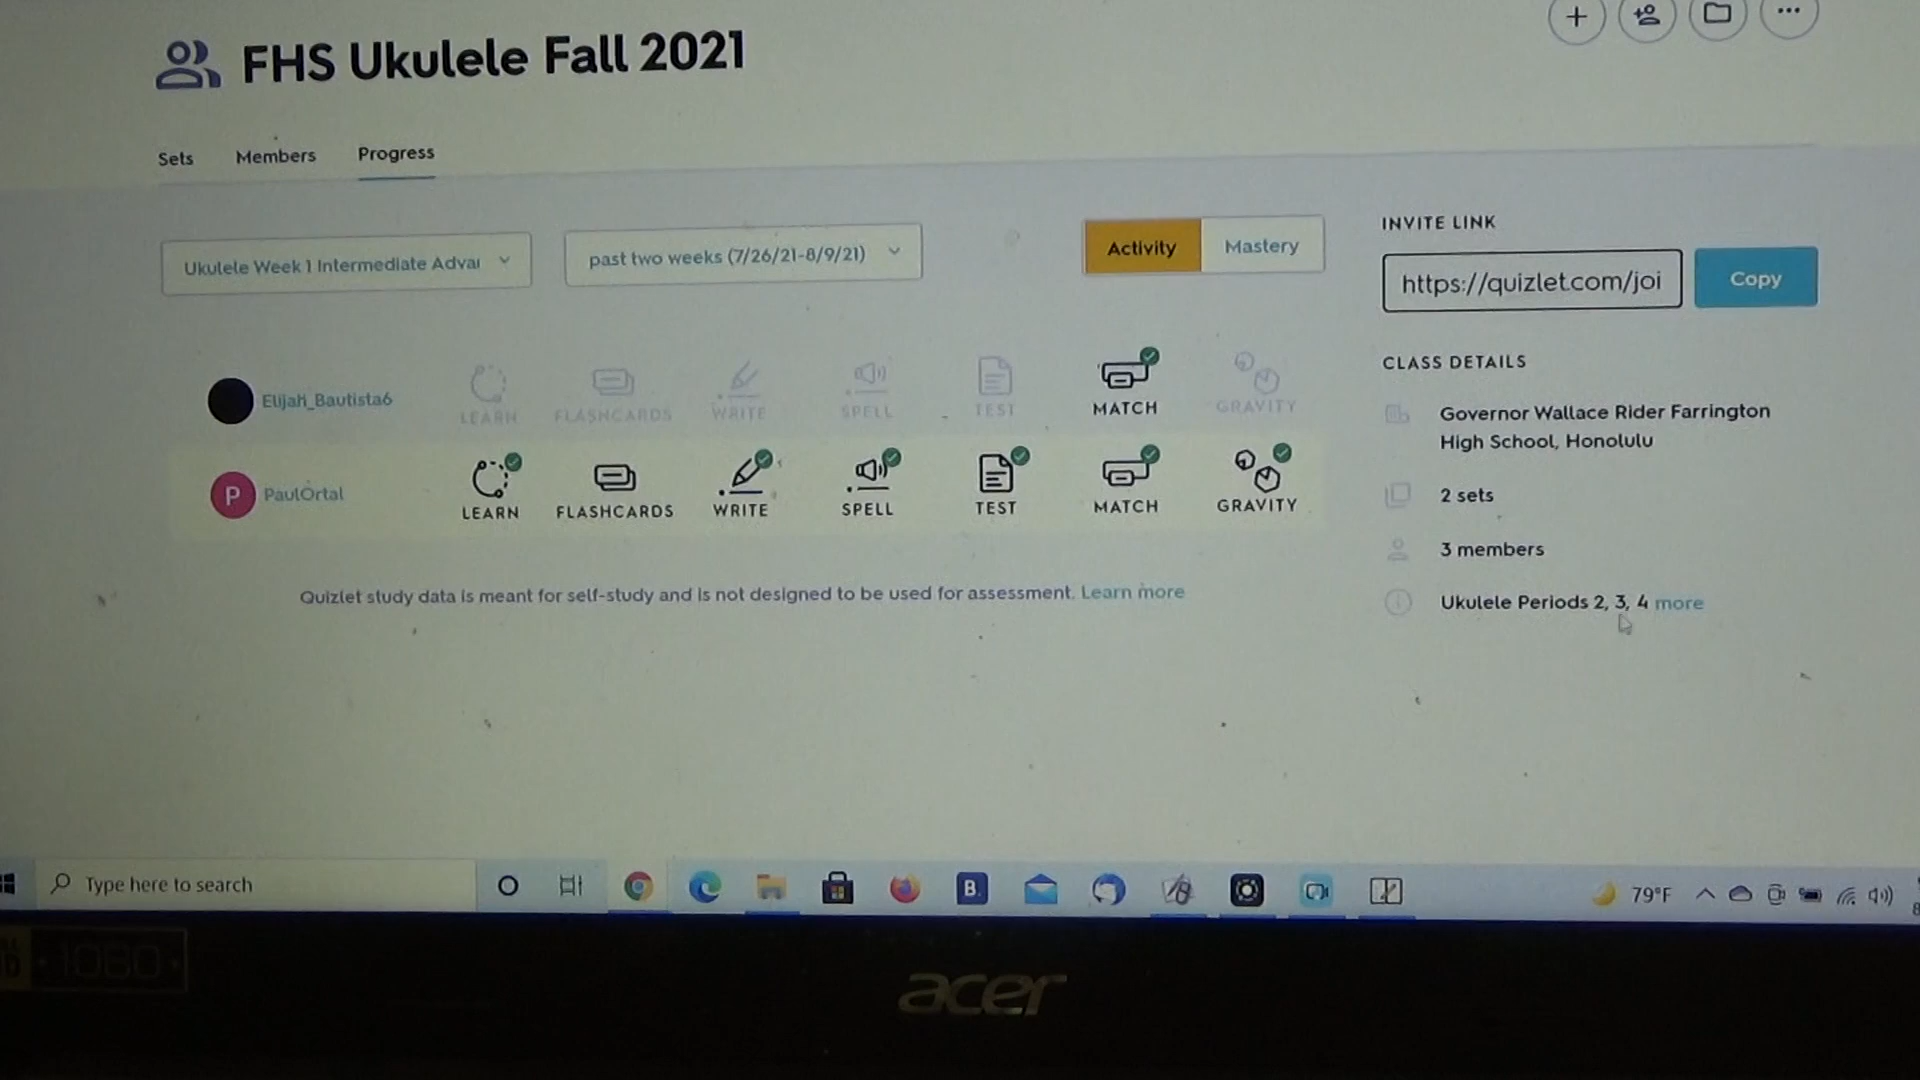 FHS Ukulele Fall 2021
Sets
Members
Progress
Ukulele Week 1 Intermediate Advar
past two weeks (7/26/21-8/9/21)
Activity
Mastery
INVITE LINK
https://quizlet.com/joi
Copy
Elijah_Bautista6
LEARN
FLASHCARDS
WRITE
SPELL
TEST
MATCH
GRAVITY
P
PaulOrtal
LEARN
FLASHCARDS
WRITE
SPELL
TEST
MATCH
GRAVITY
CLASS DETAILS
Governor Wallace Rider Farrington
High School, Honolulu
2 sets
3 members
Ukulele Periods 2, 3, 4 more
Quizlet study data is meant for self-study and is not designed to be used for assessment. Learn more
Type here to search
B.
79°F
1080
acer